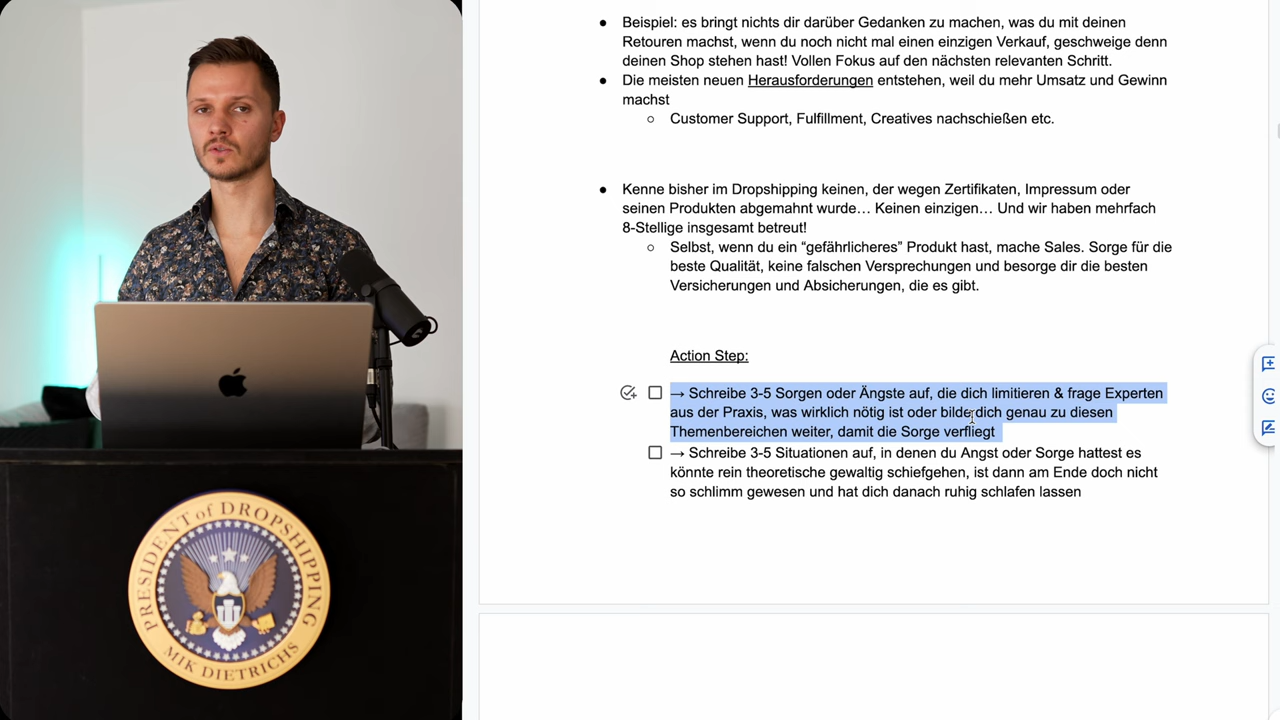 Beispiel: es bringt nichts dir darüber Gedanken zu machen, was du mit deinen
Retouren machst, wenn du noch nicht mal einen einzigen Verkauf, geschweige denn
deinen Shop stehen hast! Vollen Fokus auf den nächsten relevanten Schritt.
Die meisten neuen Herausforderungen entstehen, weil du mehr Umsatz und Gewinn
machst
Customer Support, Fulfillment, Creatives nachschießen etc.
Kenne bisher im Dropshipping keinen, der wegen Zertifikaten, Impressum oder
seinen Produkten abgemahnt wurde… Keinen einzigen… Und wir haben mehrfach
8-Stellige insgesamt betreut!
Selbst, wenn du ein “gefährlicheres” Produkt hast, mache Sales. Sorge für die
beste Qualität, keine falschen Versprechungen und besorge dir die besten
Versicherungen und Absicherungen, die es gibt.
Action Step:
→ Schreibe 3-5 Sorgen oder Ängste auf, die dich limitieren & frage Experten
aus der Praxis, was wirklich nötig ist oder bilde dich genau zu diesen
Themenbereichen weiter, damit die Sorge verfliegt
→ Schreibe 3-5 Situationen auf, in denen du Angst oder Sorge hattest es
könnte rein theoretische gewaltig schiefgehen, ist dann am Ende doch nicht
so schlimm gewesen und hat dich danach ruhig schlafen lassen
PRESIDENT of DROPSHIPPING
MIK DIETRICHS